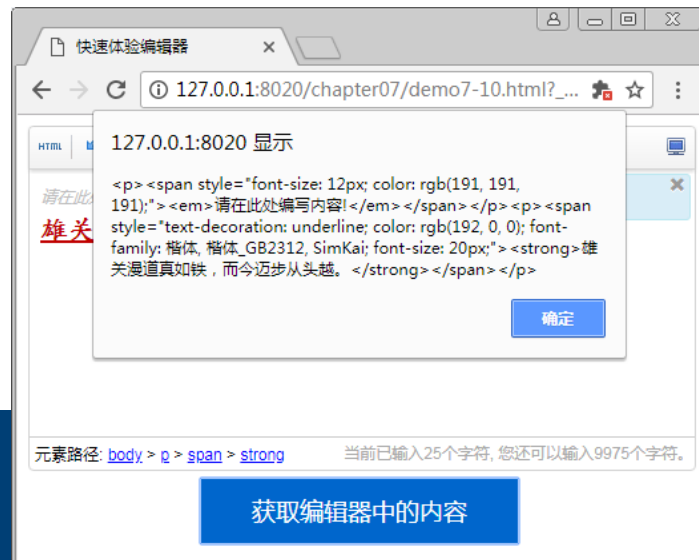 快速体验编辑器
127.0.0.1:8020/chapter07/demo7-10.html?_...
127.0.0.1:8020 显示
HTML
<p><span style="font-size: 12px; color: rgb(191, 191,
191);"><em>请在此处编写内容!</em></span></p><p><span
style="text-decoration: underline; color: rgb(192, 0, 0); font-
family: 楷体, 楷体_GB2312, SimKai; font-size: 20px;"><strong>雄
关漫道真如铁，而今迈步从头越。</strong></span></p>
请在此
雄关
确定
元素路径: body > p > span > strong
当前已输入25个字符, 您还可以输入9975个字符。
获取编辑器中的内容